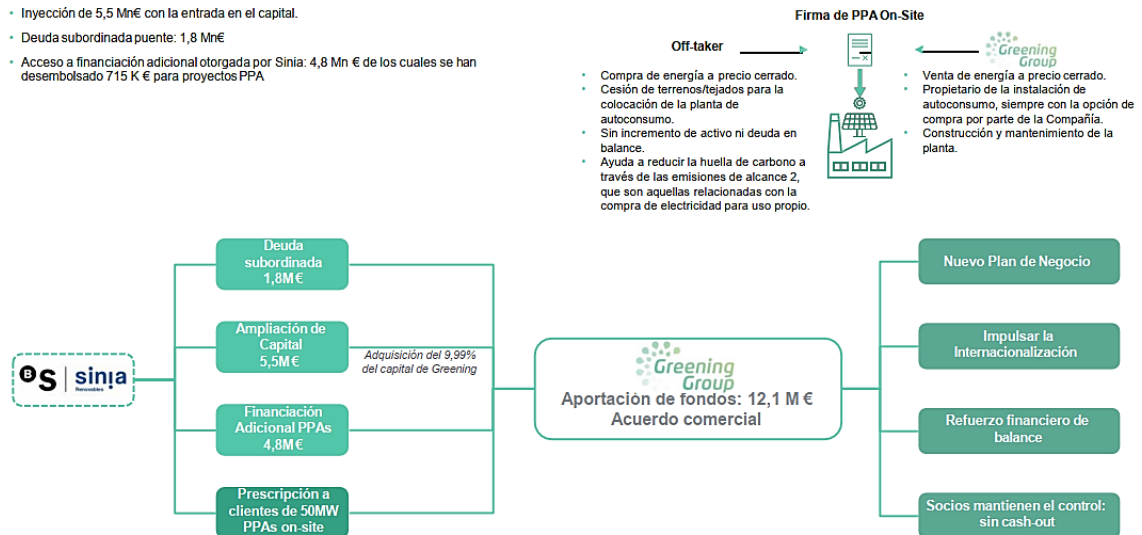 • Inyección de 5,5 Mn€ con la entrada en el capital.
• Deuda subordinada puente: 1,8 Mn€
• Acceso a financiación adicional otorgada por Sinia: 4,8 Mn € de los cuales se han
desembolsado 715 K € para proyectos PPA
Firma de PPA On-Site
Off-taker
• Compra de energía a precio cerrado.
• Cesión de terrenos/tejados para la
colocación de la planta de
autoconsumo.
• Sin incremento de activo ni deuda en
balance.
• Ayuda a reducir la huella de carbono a
través de las emisiones de alcance 2,
que son aquellas relacionadas con la
compra de electricidad para uso propio.
Greening
Group
• Venta de energía a precio cerrado.
• Propietario de la instalación de
autoconsumo, siempre con la opción de
compra por parte de la Compañía.
• Construcción y mantenimiento de la
planta.
BS | sinia
Renovables
Deuda
subordinada
1,8M€
Ampliación de
Capital
5,5M€
Financiación
Adicional PPAs
4,8M€
Prescripción a
clientes de 50MW
PPAs on-site
Adquisición del 9,99%
del capital de Greening
Greening
Group
Aportación de fondos: 12,1 M €
Acuerdo comercial
Nuevo Plan de Negocio
Impulsar la
Internacionalización
Refuerzo financiero de
balance
Socios mantienen el control:
sin cash-out